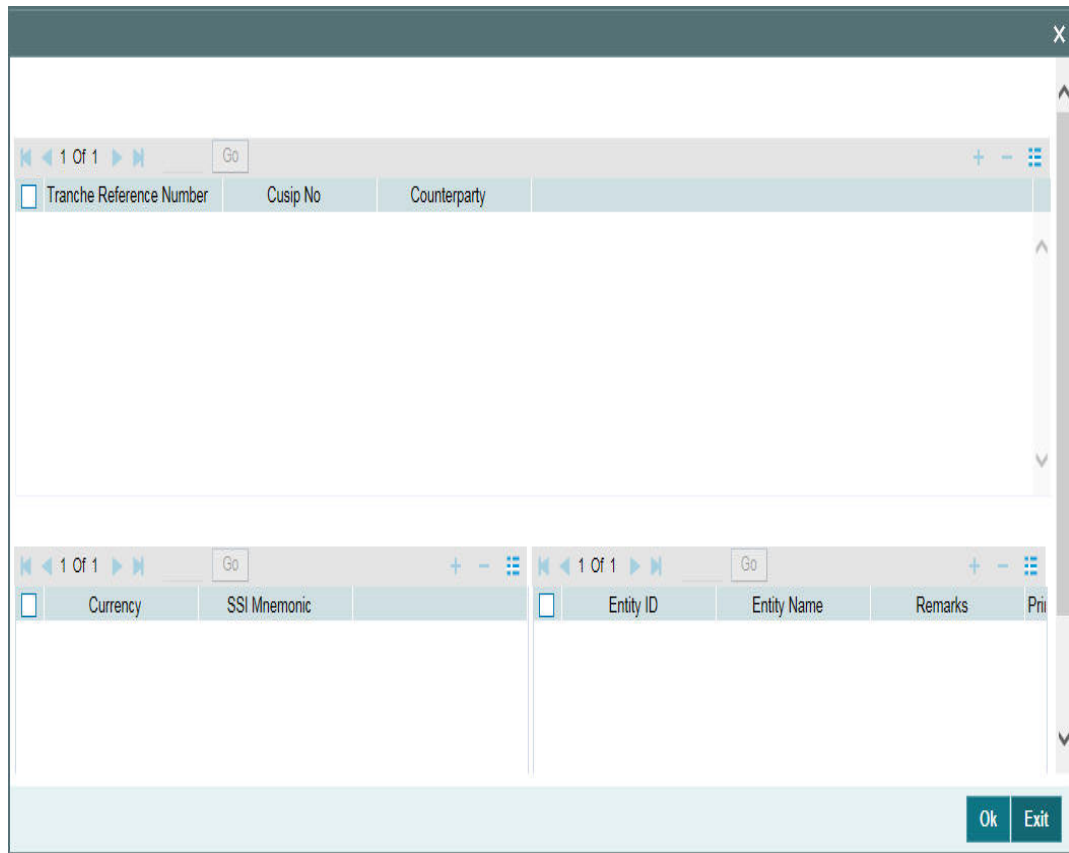 X
1 Of 1 Go + -
Tranche Reference Number Cusip No Counterparty
1 Of 1 Go + -
Currency SSI Mnemonic
1 Of 1 Go + -
Entity ID Entity Name Remarks Pri
Ok Exit